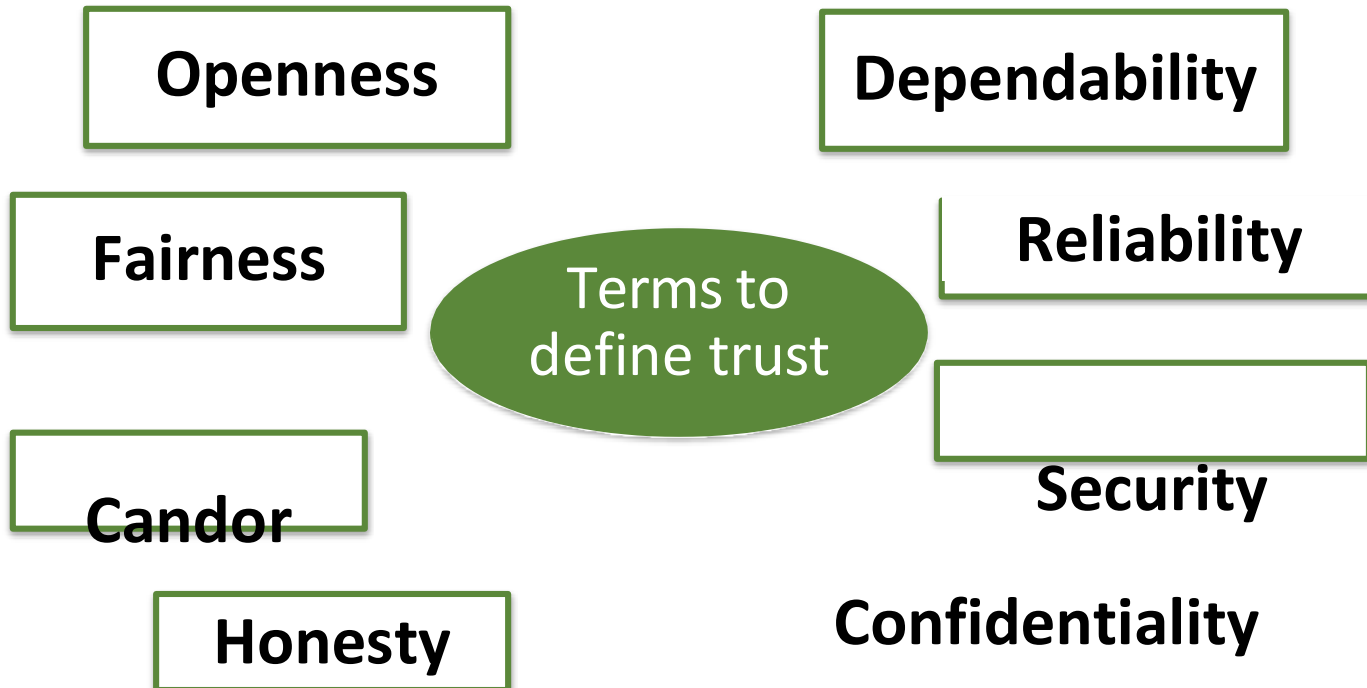 Openness
Dependability
Fairness
Reliability
Terms to
define trust
Security
Candor
Confidentiality
Honesty